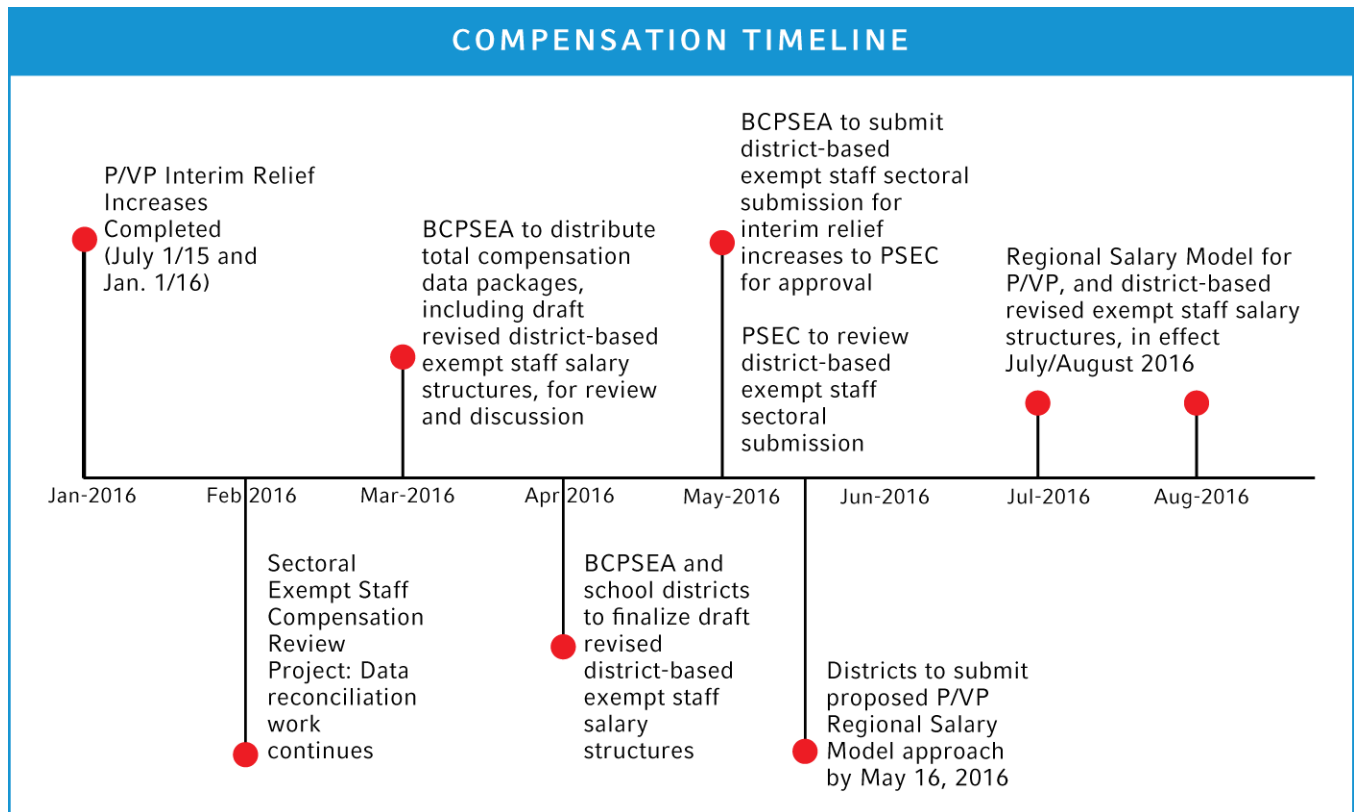 COMPENSATION TIMELINE
P/VP Interim Relief
Increases
Completed
(July 1/15 and
Jan. 1/16)
BCPSEA to distribute
total compensation
data packages,
including draft
revised district-based
exempt staff salary
structures, for review
and discussion
BCPSEA to submit
district-based
exempt staff sectoral
submission for
interim relief
increases to PSEC
for approval
PSEC to review
district-based
exempt staff
sectoral
submission
Regional Salary Model for
P/VP, and district-based
revised exempt staff salary
structures, in effect
July/August 2016
Jan-2016
Feb 2016
Mar-2016
Apr 2016
May-2016
Jun-2016
Jul-2016
Aug-2016
Sectoral
Exempt Staff
Compensation
Review
Project: Data
reconciliation
work
continues
BCPSEA and
school districts
to finalize draft
revised
district-based
exempt staff
salary
structures
Districts to submit
proposed P/VP
Regional Salary
Model approach
by May 16, 2016